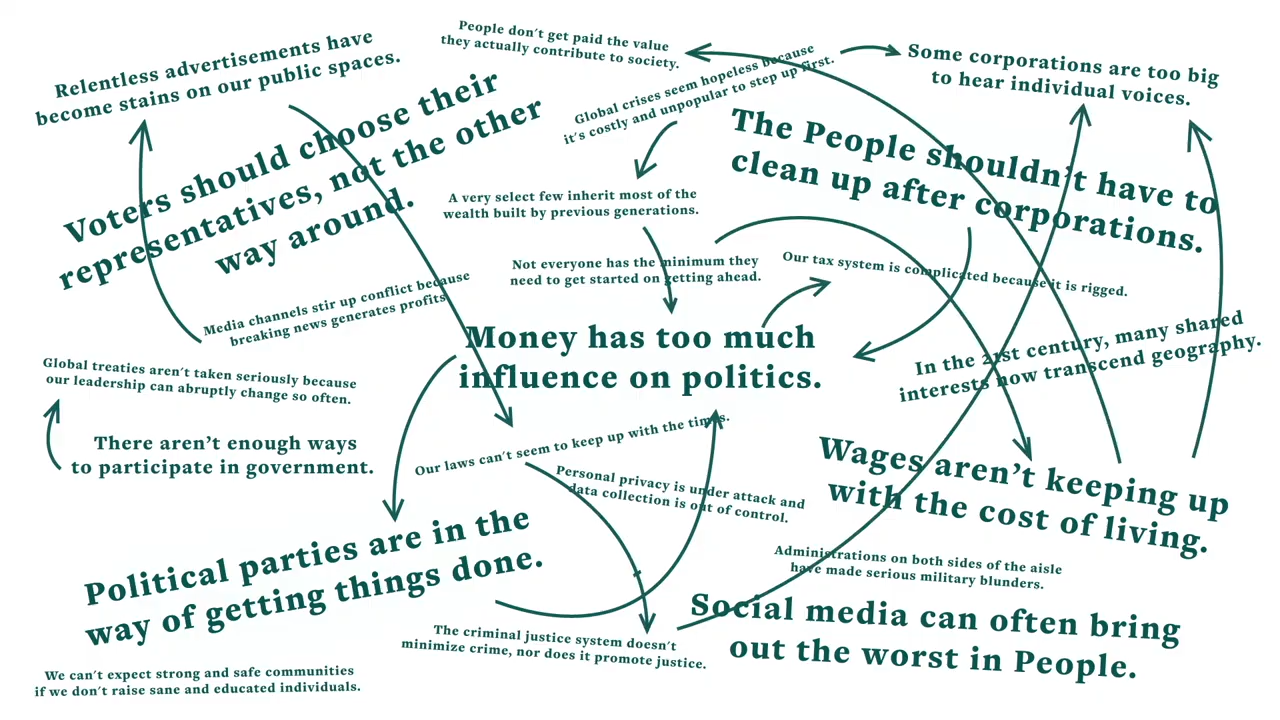 Relentless advertisements have
become stains on our public spaces.
People don't get paid the value
they actually contribute to society.
Global crises seem hopeless because
it's costly and unpopular to step up first.
Some corporations are too big
to hear individual voices.
Voters should choose their
representatives, not the other
way around.
The People shouldn't have to
clean up after corporations.
A very select few inherit most of the
wealth built by previous generations.
Not everyone has the minimum they
need to get started on getting ahead.
Our tax system is complicated because it is rigged.
Media channels stir up conflict because
breaking news generates profits.
Money has too much
influence on politics.
In the 21st century, many shared
interests now transcend geography.
Global treaties aren't taken seriously because
our leadership can abruptly change so often.
There aren't enough ways
to participate in government.
Our laws can't seem to keep up with the times.
Personal privacy is under attack and
data collection is out of control.
Wages aren't keeping up
with the cost of living.
Political parties are in the
way of getting things done.
Administrations on both sides of the aisle
have made serious military blunders.
Social media can often bring
out the worst in People.
The criminal justice system doesn't
minimize crime, nor does it promote justice.
We can't expect strong and safe communities
if we don't raise sane and educated individuals.